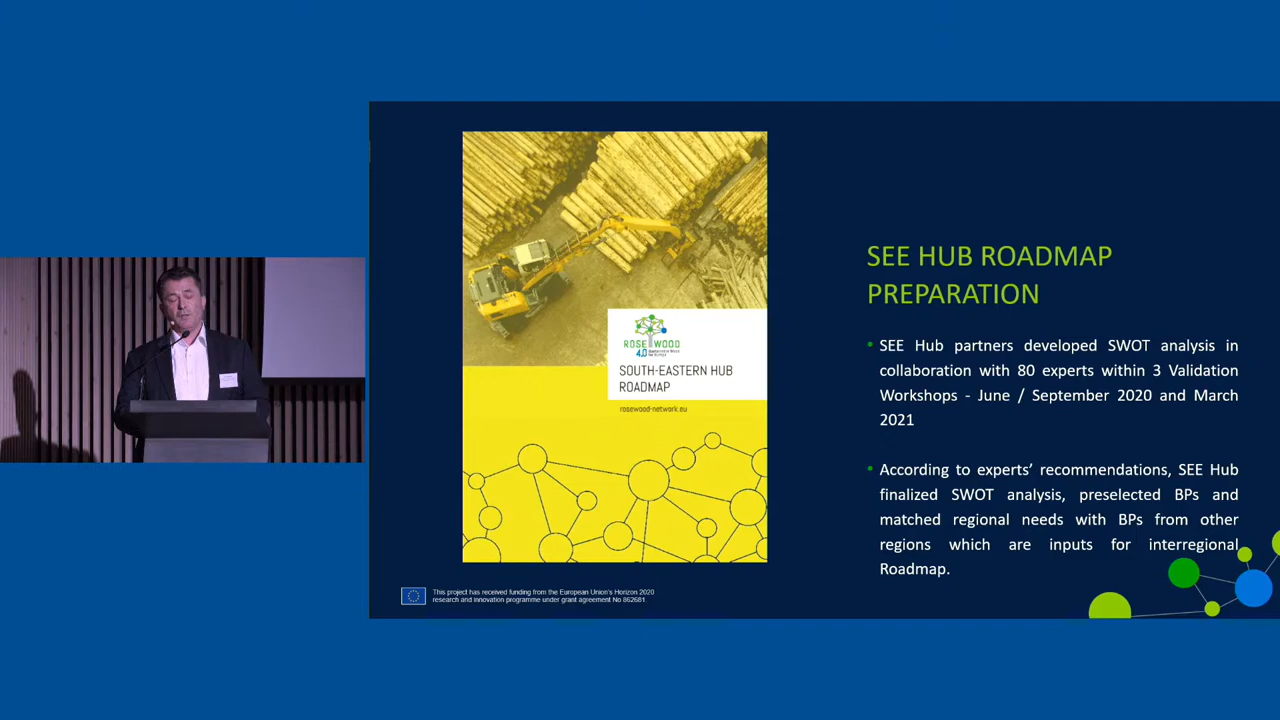 ROSEWOOD
4.0
SOUTH-EASTERN HUB
ROADMAP
rosewood-network.eu
SEE HUB ROADMAP
PREPARATION
• SEE Hub partners developed SWOT analysis in
collaboration with 80 experts within 3 Validation
Workshops - June / September 2020 and March
2021
• According to experts’ recommendations, SEE Hub
finalized SWOT analysis, preselected BPs and
matched regional needs with BPs from other
regions which are inputs for interregional
Roadmap.
This project has received funding from the European Union's Horizon 2020
research and innovation programme under grant agreement No 862681.